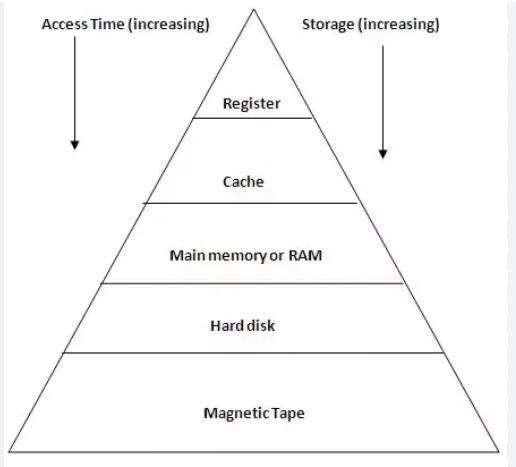 Access Time (increasing)
Storage (increasing)
Register
Cache
Main memory or RAM
Hard disk
Magnetic Tape